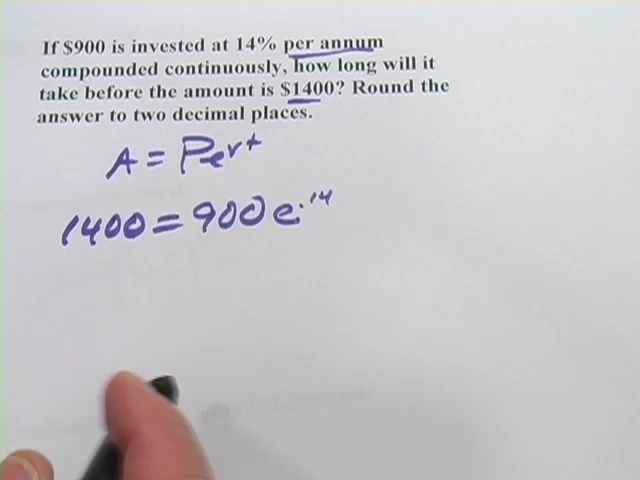 If $900 is invested at 14% per annum
compounded continuously, how long will it
take before the amount is $1400? Round the
answer to two decimal places.
A = Pe^rt
1400 = 900e^.14